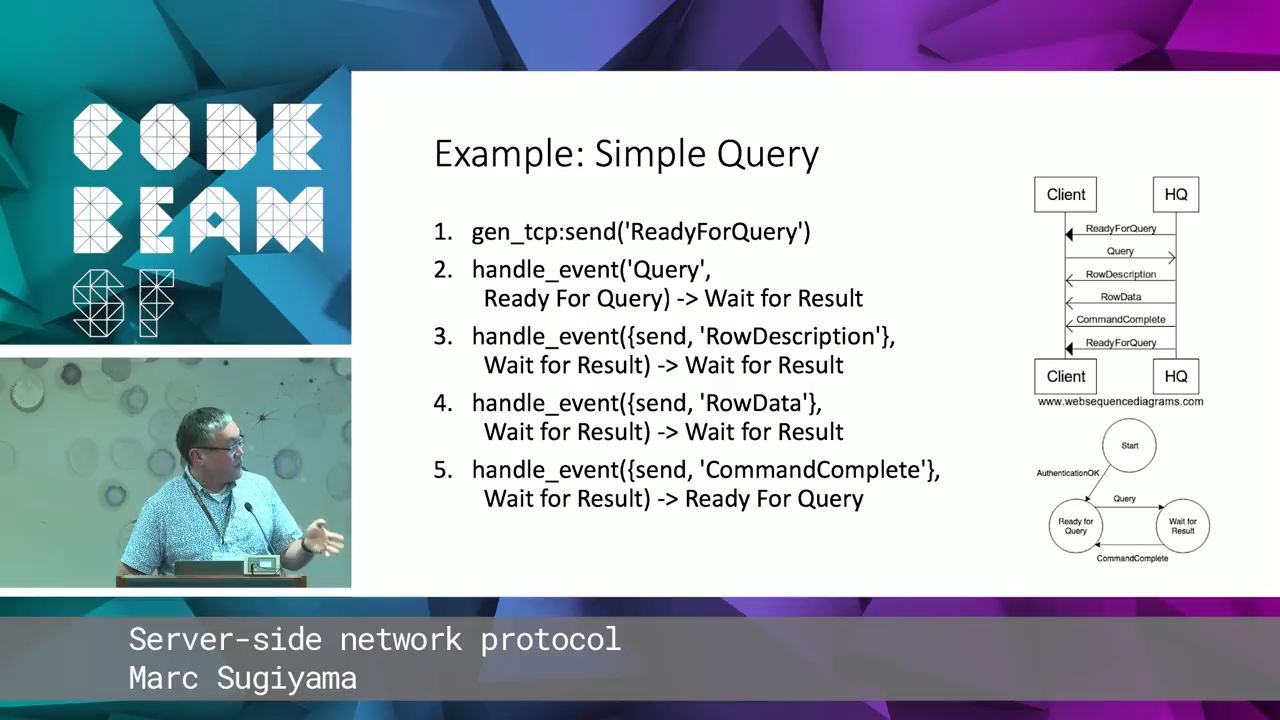 CODE
BEAM
SF
Example: Simple Query
1. gen_tcp:send('ReadyForQuery')
2. handle_event('Query',
Ready For Query) -> Wait for Result
3. handle_event({send, 'RowDescription'},
Wait for Result) -> Wait for Result
4. handle_event({send, 'RowData'},
Wait for Result) -> Wait for Result
5. handle_event({send, 'CommandComplete'},
Wait for Result) -> Ready For Query
Client HQ
ReadyForQuery
Query
RowDescription
RowData
CommandComplete
ReadyForQuery
Client HQ
www.websequencediagrams.com
Start
AuthenticationOK
Query
Ready for
Query
Wait for
Result
CommandComplete
Server-side network protocol
Marc Sugiyama